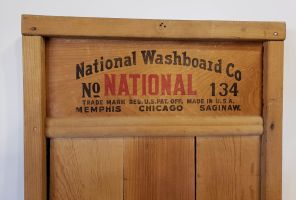 National Washboard Co
No NATIONAL 134
TRADE MARK REG. U.S. PAT. OFF. MADE IN U.S.A.
MEMPHIS CHICAGO SAGINAW.